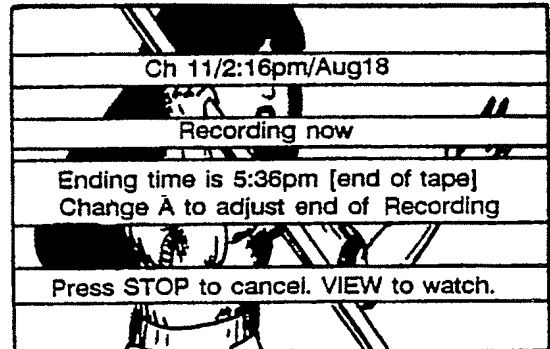 Ch 11/2:16pm/Aug18
Recording now
Ending time is 5:36pm [end of tape]
Change A to adjust end of Recording
Press STOP to cancel. VIEW to watch.